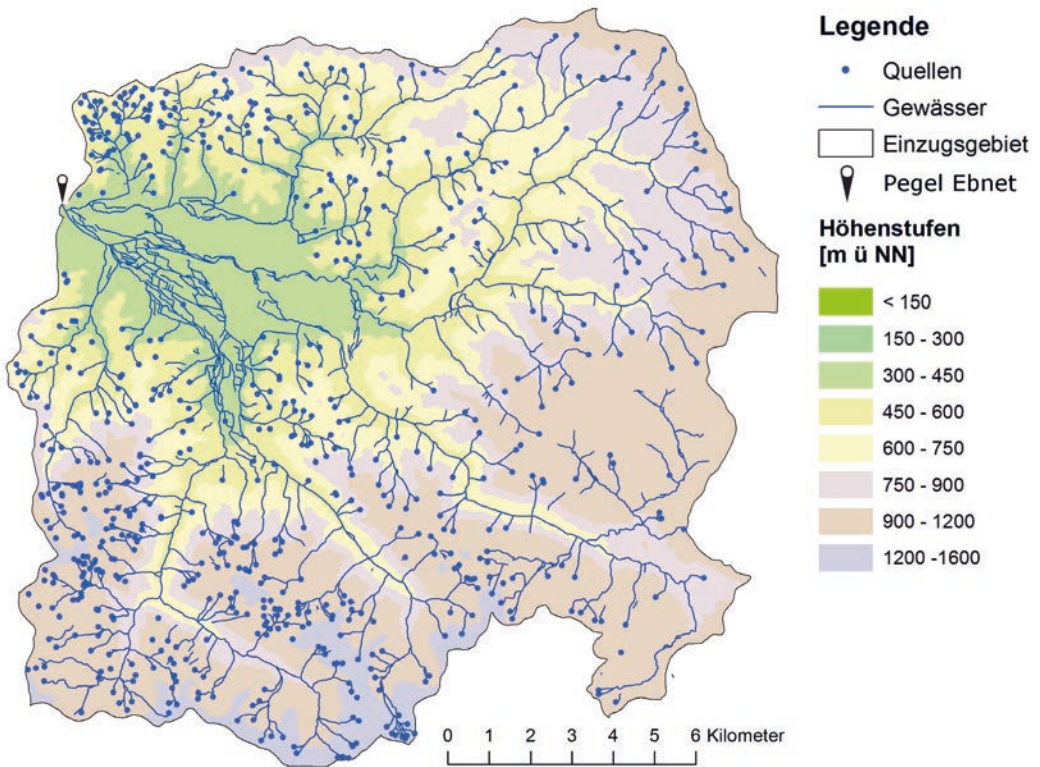 Legende
Quellen
Gewässer
Einzugsgebiet
Pegel Ebnet
Höhenstufen
[m ü NN]
< 150
150 - 300
300 - 450
450 - 600
600 - 750
750 - 900
900 - 1200
1200 -1600
0 1 2 3 4 5 6 Kilometer